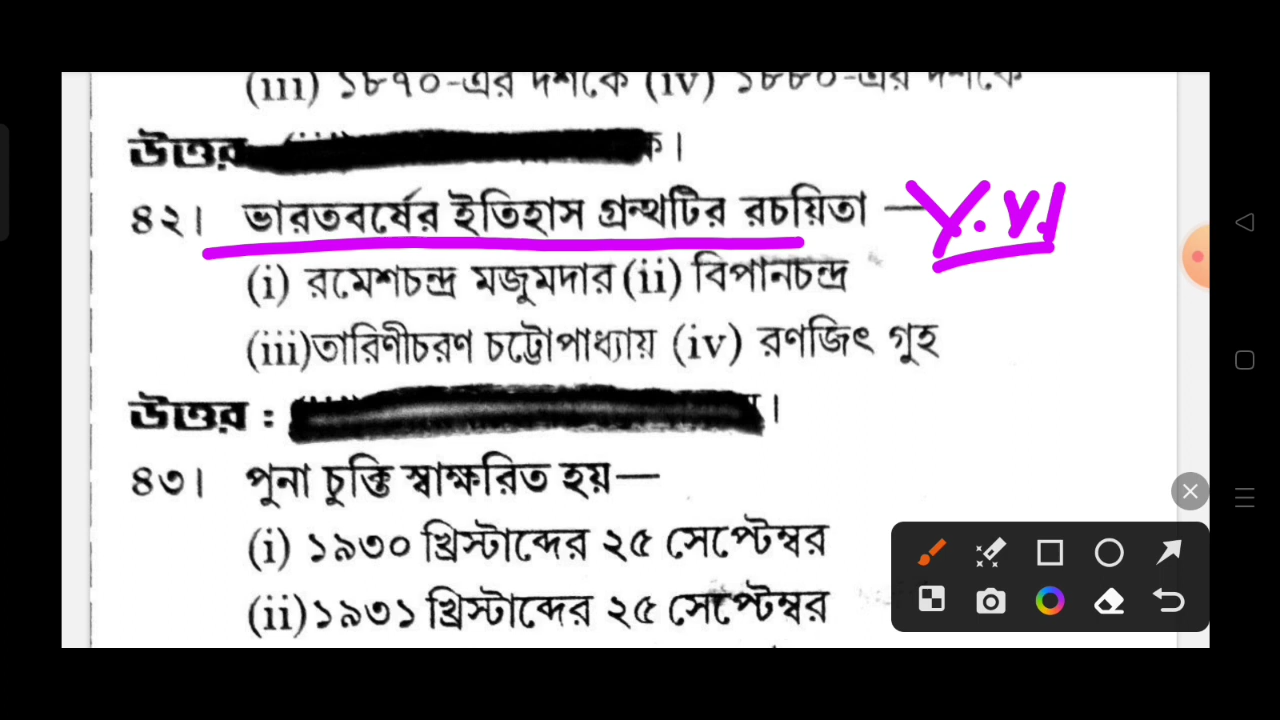 (iii) ১৮৭০-এর দশকে (iv) ১৮৮০-এর দশকে
উত্তর
৪২। ভারতবর্ষের ইতিহাস গ্রন্থটির রচয়িতা — V. V.I
(i) রমেশচন্দ্র মজুমদার (ii) বিপানচন্দ্র
(iii)তারিণীচরণ চট্টোপাধ্যায় (iv) রণজিৎ গুহ
উত্তর : ।
৪৩। পুনা চুক্তি স্বাক্ষরিত হয়—
(i) ১৯৩০ খ্রিস্টাব্দের ২৫ সেপ্টেম্বর
(ii)১৯৩১ খ্রিস্টাব্দের ২৫ সেপ্টেম্বর